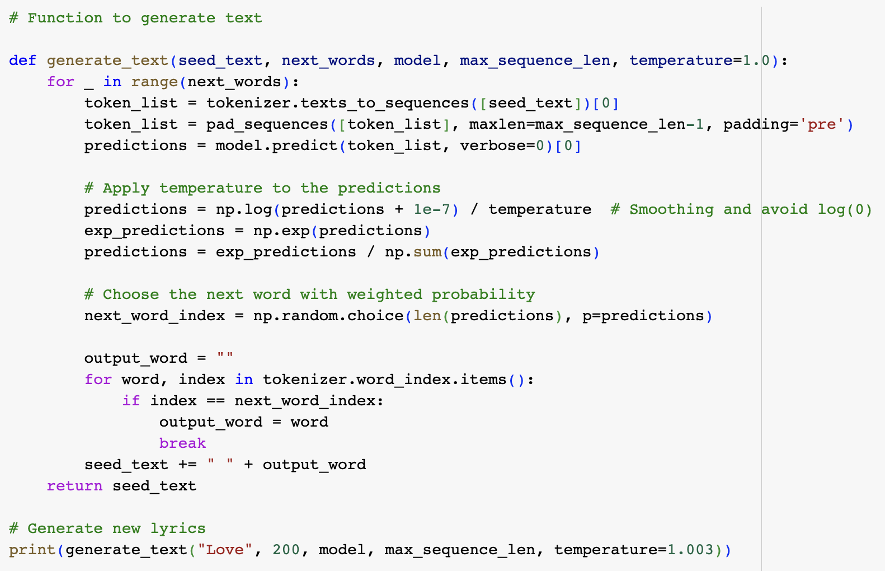 # Function to generate text
def generate_text(seed_text, next_words, model, max_sequence_len, temperature=1.0):
    for _ in range(next_words):
        token_list = tokenizer.texts_to_sequences([seed_text])[0]
        token_list = pad_sequences([token_list], maxlen=max_sequence_len-1, padding='pre')
        predictions = model.predict(token_list, verbose=0)[0]

        # Apply temperature to the predictions
        predictions = np.log(predictions + 1e-7) / temperature  # Smoothing and avoid log(0)
        exp_predictions = np.exp(predictions)
        predictions = exp_predictions / np.sum(exp_predictions)

        # Choose the next word with weighted probability
        next_word_index = np.random.choice(len(predictions), p=predictions)

        output_word = ""
        for word, index in tokenizer.word_index.items():
            if index == next_word_index:
                output_word = word
                break
        seed_text += " " + output_word
    return seed_text

# Generate new lyrics
print(generate_text("Love", 200, model, max_sequence_len, temperature=1.003))